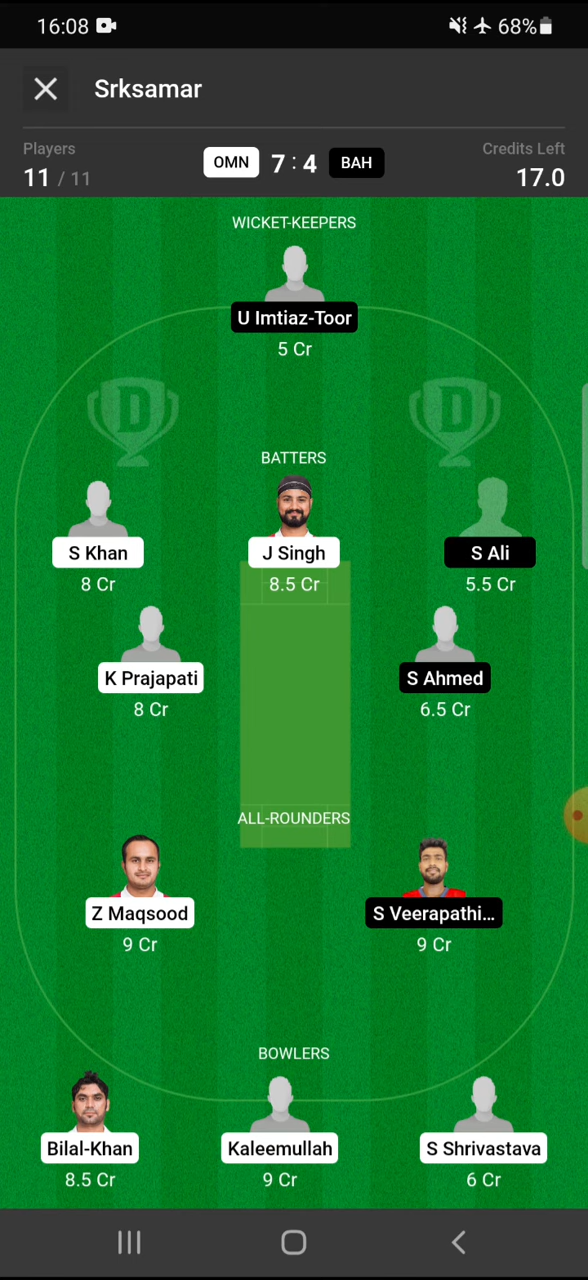 16:08 68%
Srksamar
Players Credits Left
11 / 11 OMN 7 : 4 BAH 17.0
WICKET-KEEPERS
U Imtiaz-Toor
5 Cr
D D
BATTERS
S Khan J Singh S Ali
8 Cr 8.5 Cr 5.5 Cr
K Prajapati S Ahmed
8 Cr 6.5 Cr
ALL-ROUNDERS
Z Maqsood S Veerapathi...
9 Cr 9 Cr
BOWLERS
Bilal-Khan Kaleemullah S Shrivastava
8.5 Cr 9 Cr 6 Cr